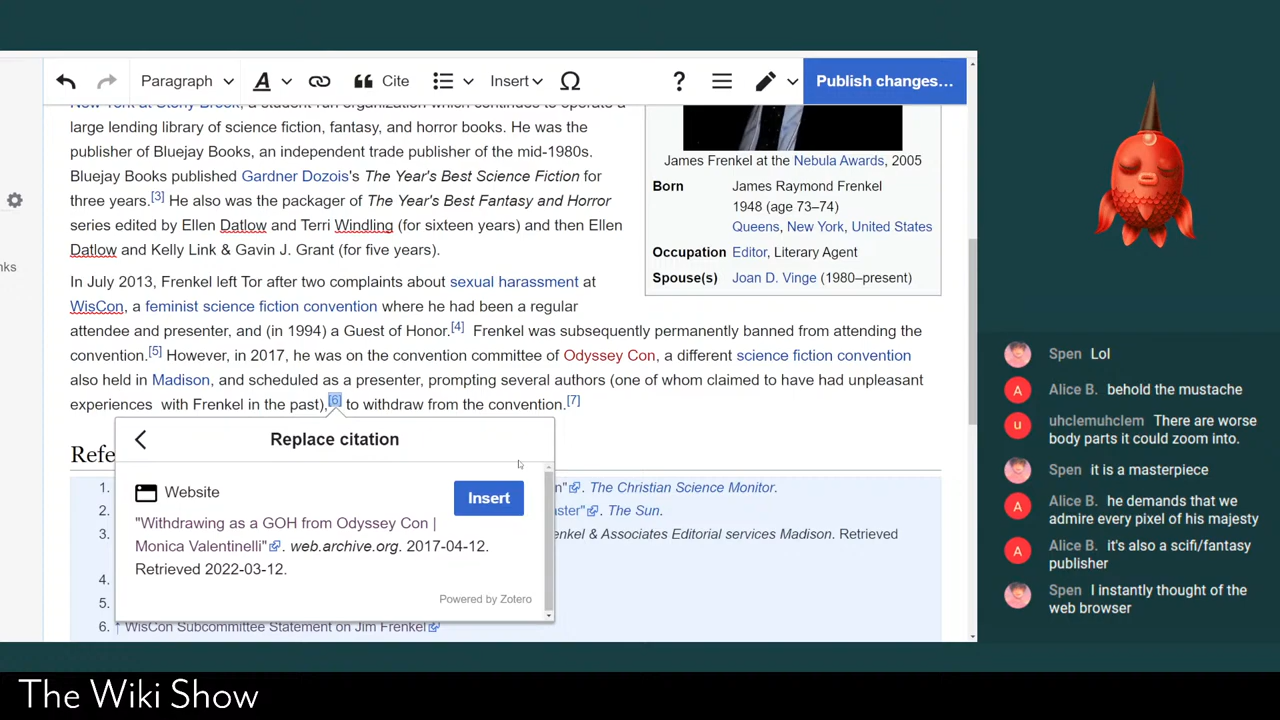 Paragraph
A
Cite
Insert
Ω
?
Publish changes…
New York at Stony Brook, a student-run organization which continues to operate a
large lending library of science fiction, fantasy, and horror books. He was the
publisher of Bluejay Books, an independent trade publisher of the mid-1980s.
Bluejay Books published Gardner Dozois's The Year's Best Science Fiction for
three years.[3] He also was the packager of The Year's Best Fantasy and Horror
series edited by Ellen Datlow and Terri Windling (for sixteen years) and then Ellen
Datlow and Kelly Link & Gavin J. Grant (for five years).
James Frenkel at the Nebula Awards, 2005
Born James Raymond Frenkel
1948 (age 73–74)
Queens, New York, United States
Occupation Editor, Literary Agent
Spouse(s) Joan D. Vinge (1980–present)
nks
In July 2013, Frenkel left Tor after two complaints about sexual harassment at
WisCon, a feminist science fiction convention where he had been a regular
attendee and presenter, and (in 1994) a Guest of Honor.[4] Frenkel was subsequently permanently banned from attending the
convention.[5] However, in 2017, he was on the convention committee of Odyssey Con, a different science fiction convention
also held in Madison, and scheduled as a presenter, prompting several authors (one of whom claimed to have had unpleasant
experiences with Frenkel in the past),[6] to withdraw from the convention.[7]
Refe
Replace citation
Website
Insert
"Withdrawing as a GOH from Odyssey Con |
Monica Valentinelli". web.archive.org. 2017-04-12.
Retrieved 2022-03-12.
Powered by Zotero
1. n". The Christian Science Monitor.
2. aster". The Sun.
3. enkel & Associates Editorial services Madison. Retrieved
4.
5.
6. ↑ WisCon Subcommittee Statement on Jim Frenkel
Spen Lol
A Alice B. behold the mustache
u uhclemuhclem There are worse
body parts it could zoom into.
Spen it is a masterpiece
A Alice B. he demands that we
admire every pixel of his majesty
A Alice B. it's also a scifi/fantasy
publisher
Spen I instantly thought of the
web browser
The Wiki Show